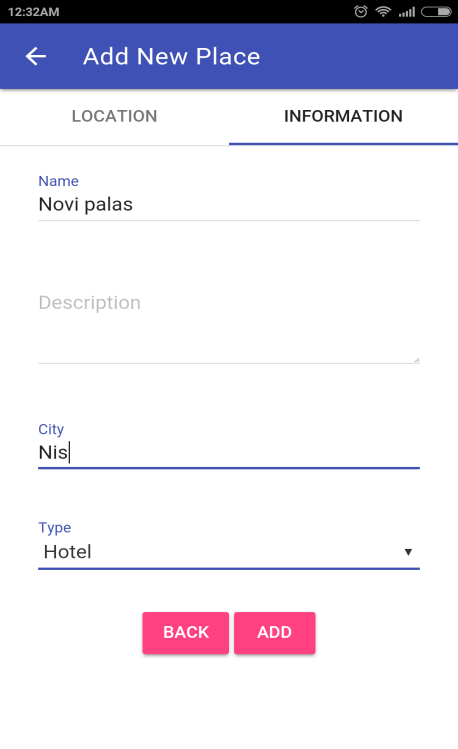 12:32AM
Add New Place
LOCATION
INFORMATION
Name
Novi palas
Description
City
Nis
Type
Hotel
BACK
ADD